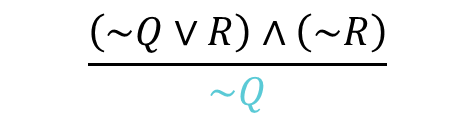 (~Q ∨ R) ∧ (~R)
~Q